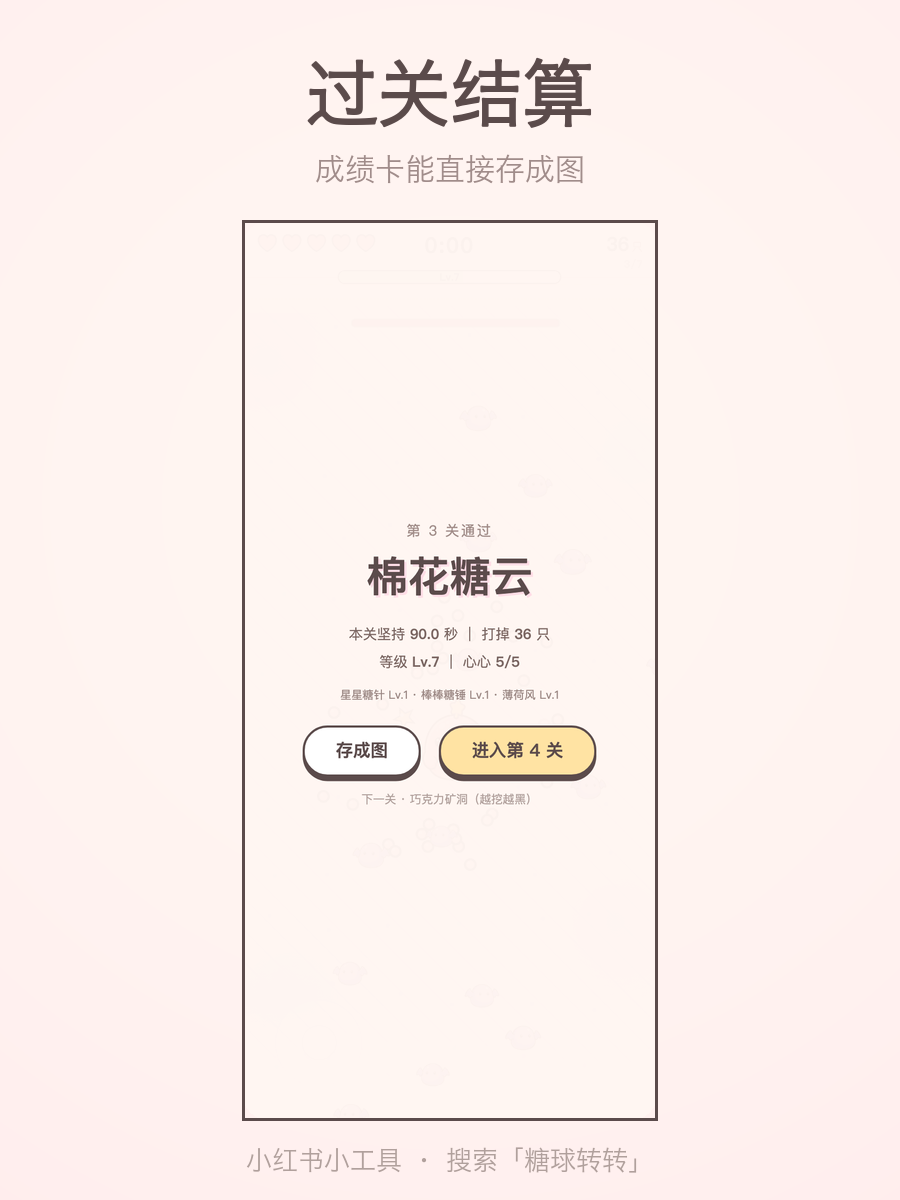 过关结算
成绩卡能直接存成图
0:00
36
第 3 关通过
棉花糖云
本关坚持 90.0 秒 ｜ 打掉 36 只
等级 Lv.7 ｜ 心心 5/5
星星糖针 Lv.1 · 棒棒糖锤 Lv.1 · 薄荷风 Lv.1
存成图
进入第 4 关
下一关 · 巧克力矿洞（越挖越黑）
小红书小工具 · 搜索「糖球转转」